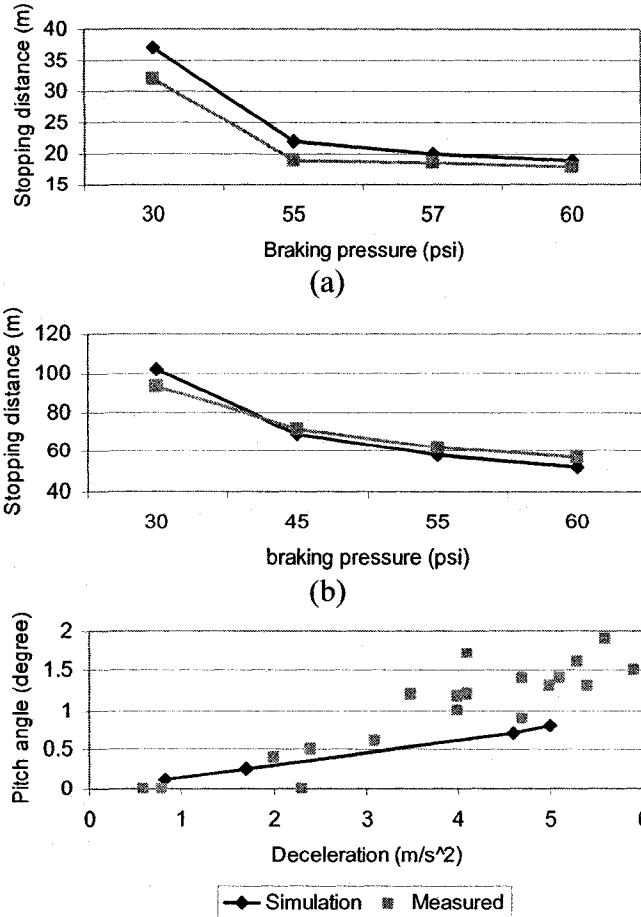 40
35
30
25
20
15
Stopping distance (m)
30 55 57 60
Braking pressure (psi)
(a)
120
100
80
60
40
Stopping distance (m)
30 45 55 60
braking pressure (psi)
(b)
2
1.5
1
0.5
0
Pitch angle (degree)
0 1 2 3 4 5 6
Deceleration (m/s^2)
Simulation Measured